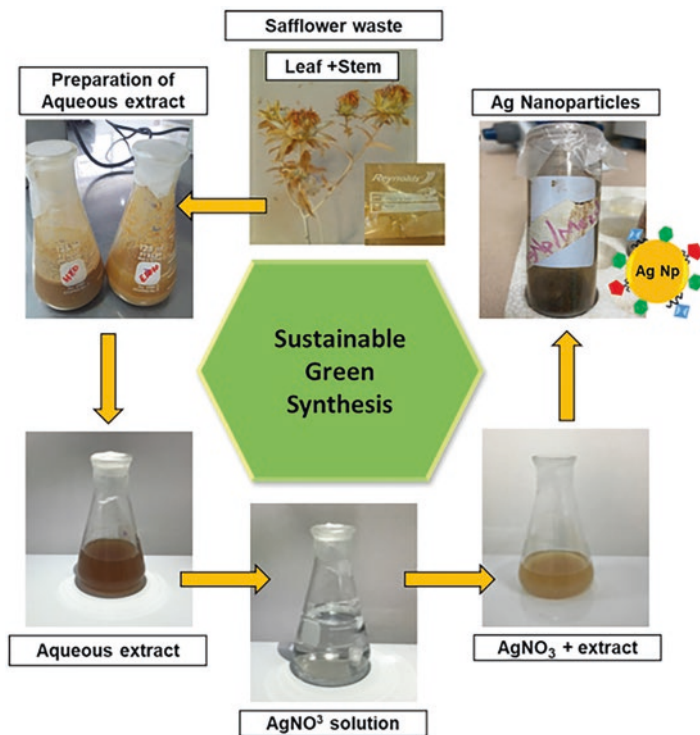 Safflower waste
Leaf +Stem
Preparation of
Aqueous extract
Ag Nanoparticles
Reynolds
Ag Np
Sustainable
Green
Synthesis
Aqueous extract
AgNO³ solution
AgNO₃ + extract